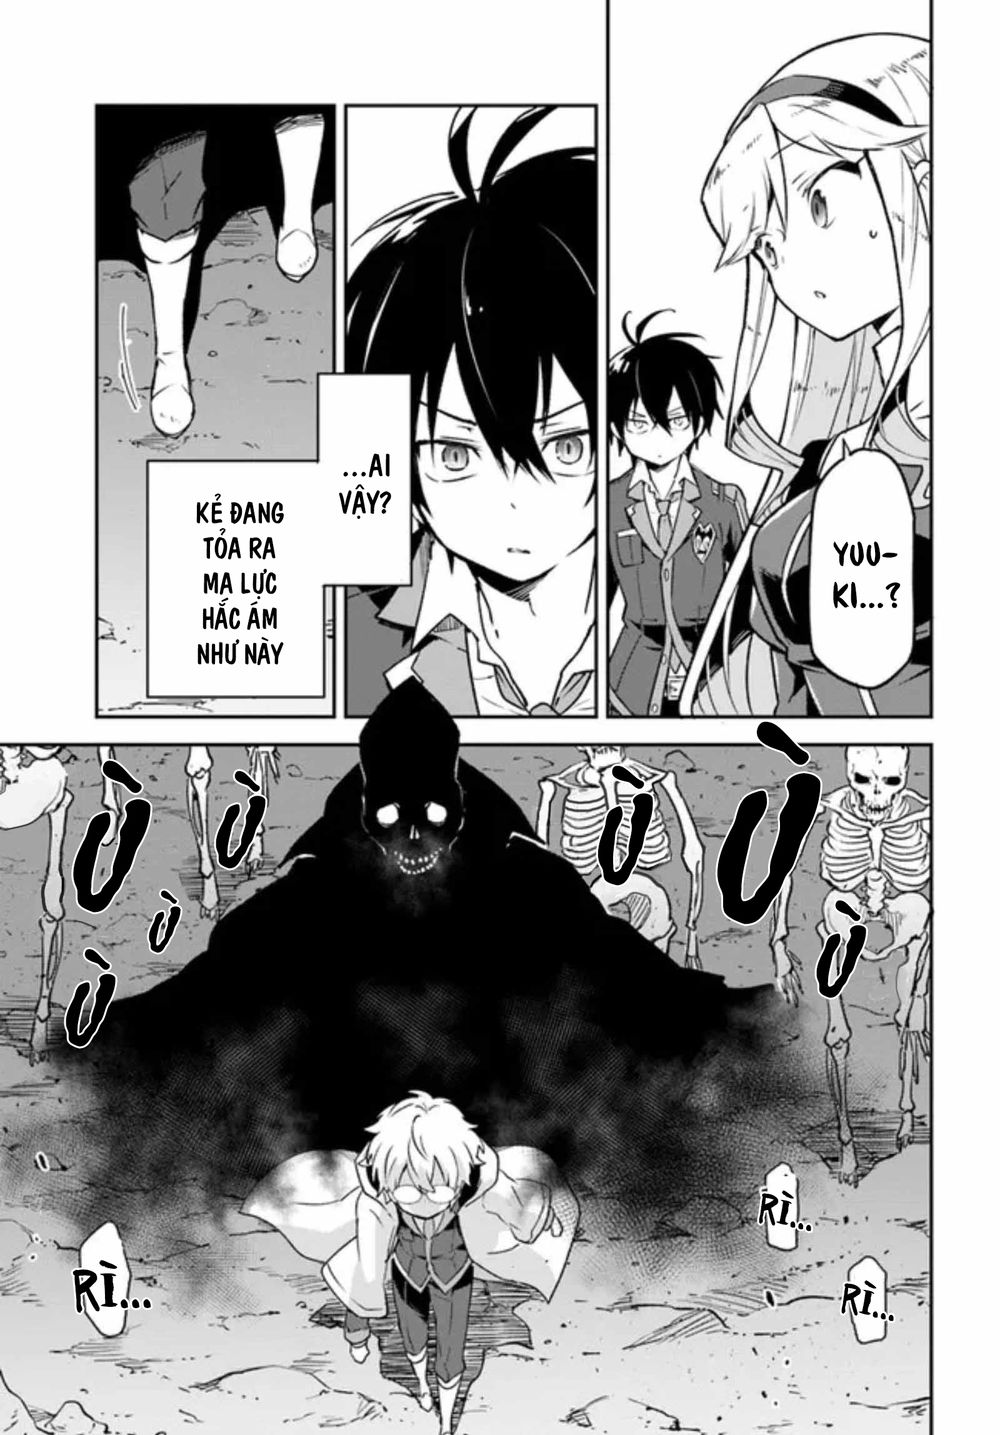 YUU-
KI...?
...AI
VẬY?
KẺ ĐANG
TỎA RA
MA LỰC
HẮC ÁM
NHƯ NÀY
Ù
Ù
Ù
Ù
Ù
Ù
Ù
RÌ...
RÌ...
RÌ...